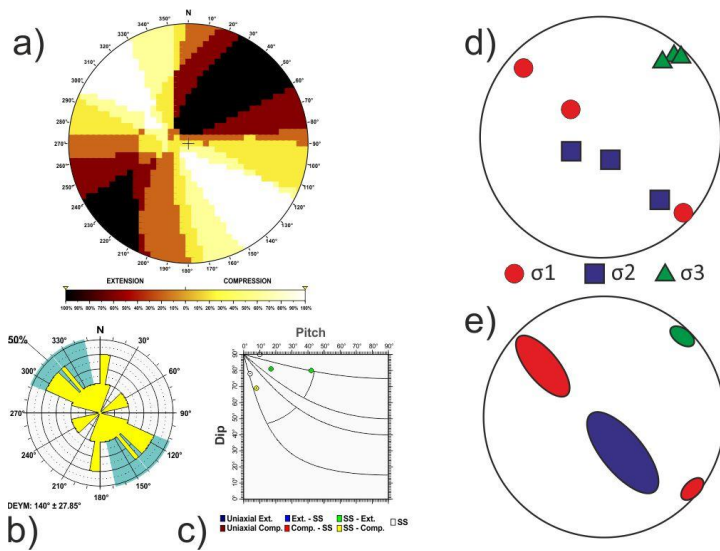 a)
340° 350° 10° 20°
330° 30°
320° 40°
310° 50°
300° 60°
290° 70°
280° 80°
270° 90°
260° 100°
250° 110°
240° 120°
230° 130°
220° 140°
210° 150°
200° 190° 180° 170° 160°
EXTENSION COMPRESSION
100% 90% 80% 70% 60% 50% 40% 30% 20% 10% 0% 10% 20% 30% 40% 50% 60% 70% 80% 90% 100%
N
50% 330° 30°
300° 60°
270° 90°
240° 120°
210° 150°
180°
DEYM: 140° ± 27.85°
b)
Pitch
0° 10° 20° 30° 40° 50° 60° 70° 80° 90°
90°
80°
70°
60°
50°
40°
30°
20°
10°
0°
Dip
c)
Uniaxial Ext. Ext. - SS SS - Ext. SS
Uniaxial Comp. Comp. - SS SS - Comp.
d)
σ1 σ2 σ3
e)